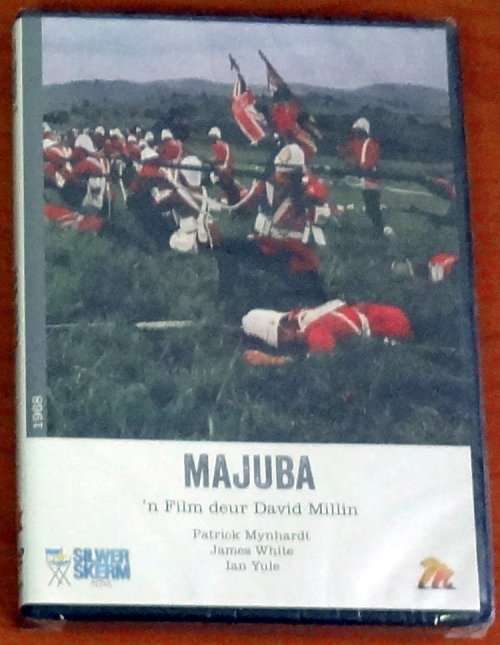 1968
MAJUBA
'n Film deur David Millin
Patrick Mynhardt
James White
Ian Yule
SILWER
SKERM